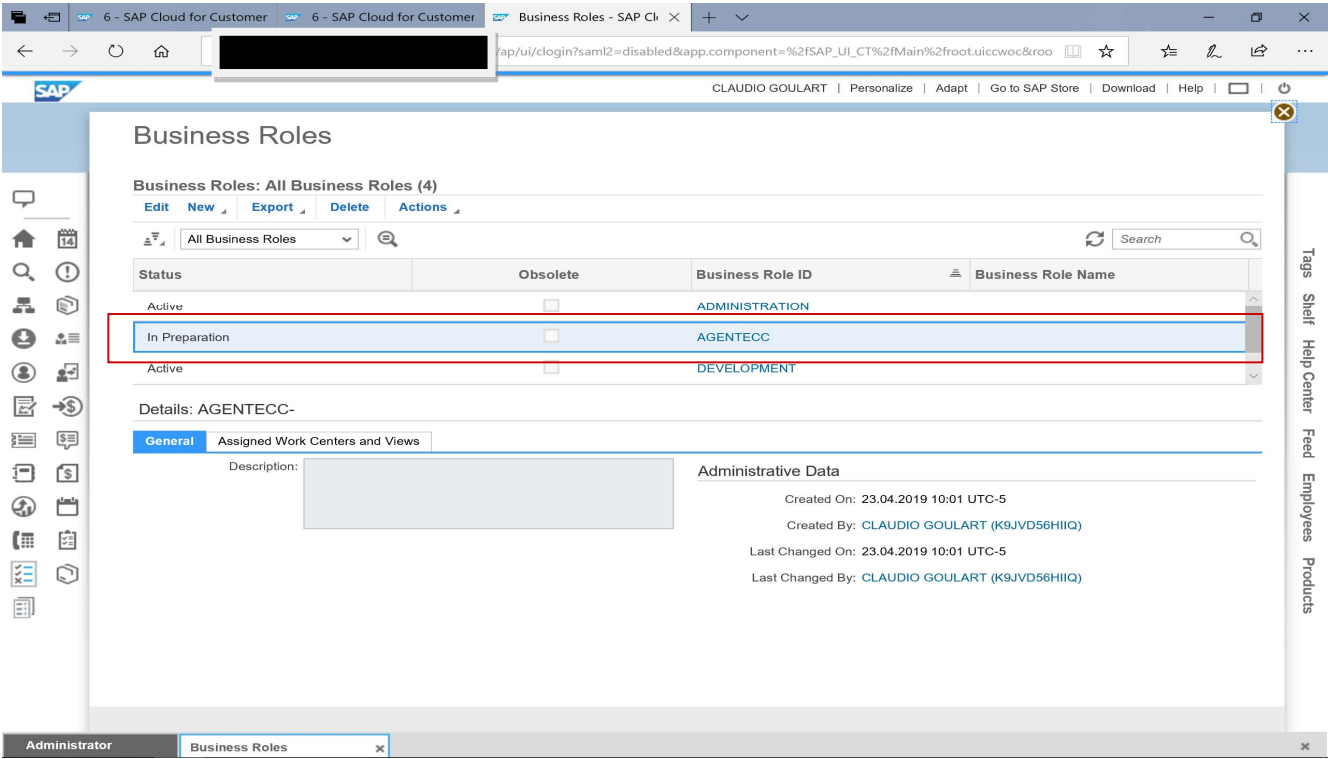 6 - SAP Cloud for Customer
6 - SAP Cloud for Customer
Business Roles - SAP Cl
/ap/ui/clogin?saml2=disabled&app.component=%2fSAP_UI_CT%2fMain%2froot.uiccwoc&roo
SAP
CLAUDIO GOULART | Personalize | Adapt | Go to SAP Store | Download | Help |
Business Roles
Business Roles: All Business Roles (4)
Edit New Export Delete Actions
All Business Roles
Search
Status Obsolete Business Role ID Business Role Name
Active ADMINISTRATION
In Preparation AGENTECC
Active DEVELOPMENT
Details: AGENTECC-
General Assigned Work Centers and Views
Description:
Administrative Data
Created On: 23.04.2019 10:01 UTC-5
Created By: CLAUDIO GOULART (K9JVD56HIIQ)
Last Changed On: 23.04.2019 10:01 UTC-5
Last Changed By: CLAUDIO GOULART (K9JVD56HIIQ)
14
Tags
Shelf
Help Center
Feed
Employees
Products
Administrator
Business Roles